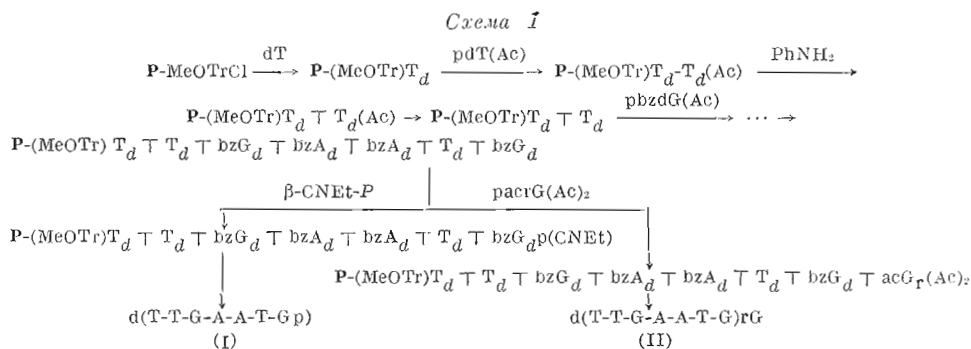 Схема I
dT pdT(Ac) PhNH₂
P-MeOTrCl ⟶ P-(MeOTr)T_d ⟶ P-(MeOTr)T_d-T_d(Ac) ⟶
pbzdG(Ac)
P-(MeOTr)T_d ┬ T_d(Ac) → P-(MeOTr)T_d ┬ T_d ⟶ ⋯ →
P-(MeOTr) T_d ┬ T_d ┬ bzG_d ┬ bzA_d ┬ bzA_d ┬ T_d ┬ bzG_d
β-CNEt-P pacrG(Ac)₂
P-(MeOTr)T_d ┬ T_d ┬ bzG_d ┬ bzA_d ┬ bzA_d ┬ T_d ┬ bzG_dp(CNEt)
P-(MeOTr)T_d ┬ T_d ┬ bzG_d ┬ bzA_d ┬ bzA_d ┬ T_d ┬ bzG_d ┬ acG_r(Ac)₂
d(T-T-G-A-A-T-Gp) d(T-T-G-A-A-T-G)rG
(I) (II)